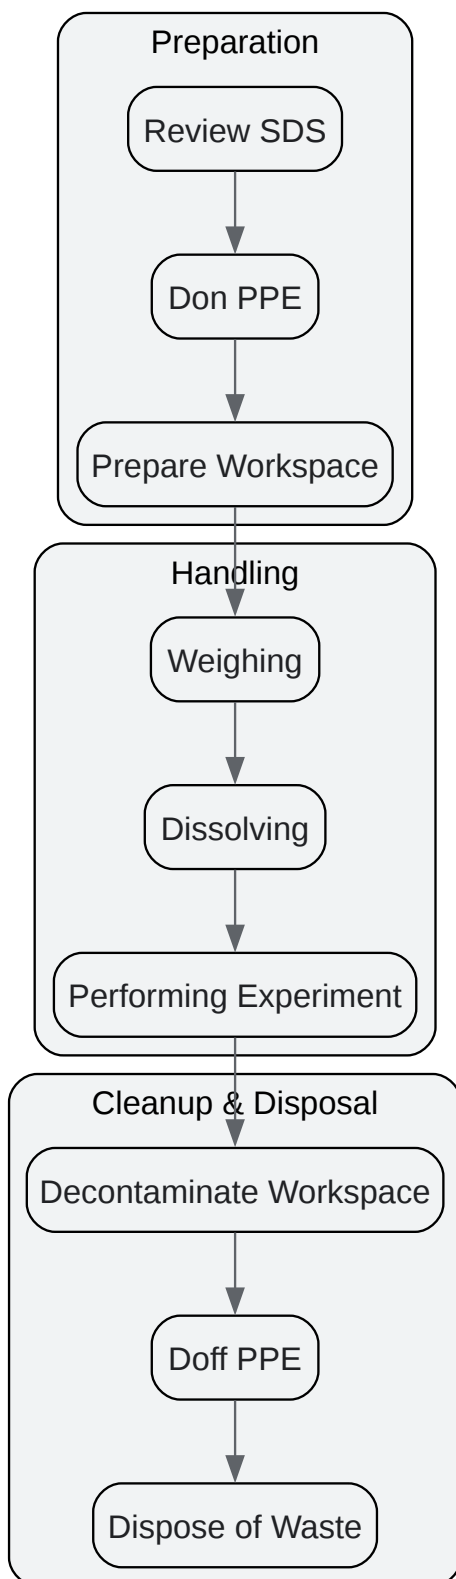 Preparation
Review SDS
Don PPE
Prepare Workspace
Handling
Weighing
Dissolving
Performing Experiment
Cleanup & Disposal
Decontaminate Workspace
Doff PPE
Dispose of Waste